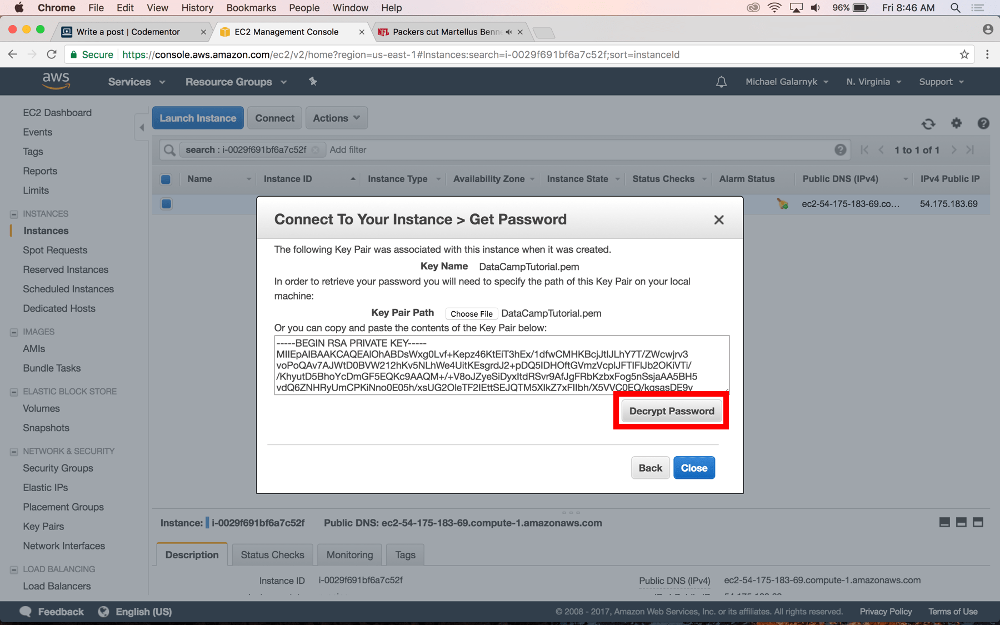 Chrome File Edit View History Bookmarks People Window Help 96% Fri 8:46 AM
Write a post | Codementor EC2 Management Console NFL Packers cut Martellus Benn
Secure https://console.aws.amazon.com/ec2/v2/home?region=us-east-1#Instances:search=i-0029f691bf6a7c52f;sort=instanceId
aws Services Resource Groups Michael Galarnyk N. Virginia Support
EC2 Dashboard
Events
Tags
Reports
Limits
INSTANCES
Instances
Spot Requests
Reserved Instances
Scheduled Instances
Dedicated Hosts
IMAGES
AMIs
Bundle Tasks
ELASTIC BLOCK STORE
Volumes
Snapshots
NETWORK & SECURITY
Security Groups
Elastic IPs
Placement Groups
Key Pairs
Network Interfaces
LOAD BALANCING
Load Balancers
Launch Instance Connect Actions
search : i-0029f691bf6a7c52f Add filter 1 to 1 of 1
Name Instance ID Instance Type Availability Zone Instance State Status Checks Alarm Status Public DNS (IPv4) IPv4 Public IP
ec2-54-175-183-69.co... 54.175.183.69
Connect To Your Instance > Get Password
The following Key Pair was associated with this instance when it was created.
Key Name DataCampTutorial.pem
In order to retrieve your password you will need to specify the path of this Key Pair on your local
machine:
Key Pair Path Choose File DataCampTutorial.pem
Or you can copy and paste the contents of the Key Pair below:
-----BEGIN RSA PRIVATE KEY-----
Decrypt Password
Back Close
Instance: i-0029f691bf6a7c52f Public DNS: ec2-54-175-183-69.compute-1.amazonaws.com
Description Status Checks Monitoring Tags
Instance ID i-0029f691bf6a7c52f Public DNS (IPv4) ec2-54-175-183-69.compute-1.amazonaws.com
Feedback English (US) © 2008 - 2017, Amazon Web Services, Inc. or its affiliates. All rights reserved. Privacy Policy Terms of Use